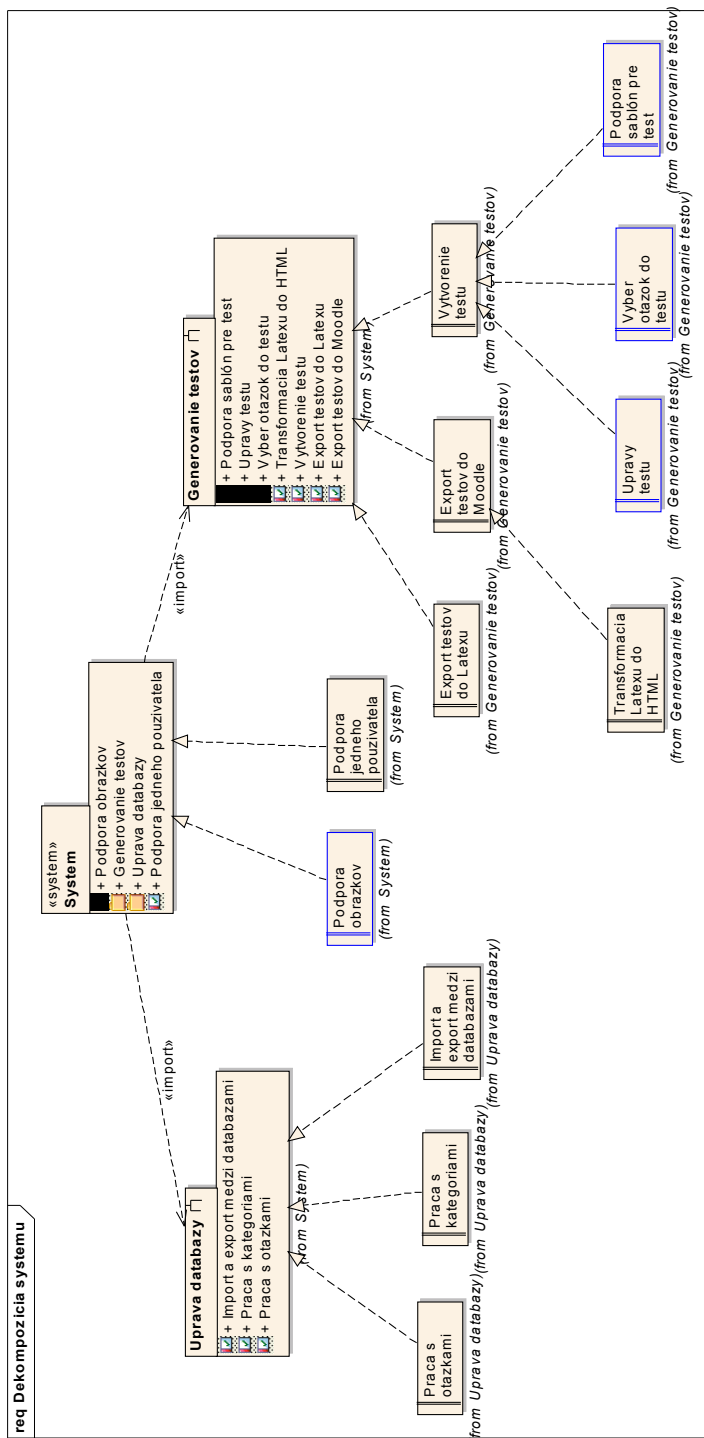 req Dekompozicia systemu
«system»
System
+ Podpora obrazkov
+ Generovanie testov
+ Uprava databazy
+ Podpora jedneho pouzivatela
«import»
«import»
Uprava databazy
+ Import a export medzi databazami
+ Praca s kategoriami
+ Praca s otazkami
(from System)
Generovanie testov
+ Podpora sablón pre test
+ Upravy testu
+ Vyber otazok do testu
+ Transformacia Latexu do HTML
+ Vytvorenie testu
+ Export testov do Latexu
+ Export testov do Moodle
(from System)
Podpora
obrazkov
(from System)
Podpora
jedneho
pouzivatela
(from System)
Praca s
otazkami
(from Uprava databazy)
Praca s
kategoriami
(from Uprava databazy)
Import a
export medzi
databazami
(from Uprava databazy)
Export testov
do Latexu
(from Generovanie testov)
Export
testov do
Moodle
(from Generovanie testov)
Vytvorenie
testu
(from Generovanie testov)
Transformacia
Latexu do
HTML
(from Generovanie testov)
Upravy
testu
(from Generovanie testov)
Vyber
otazok do
testu
(from Generovanie testov)
Podpora
sablón pre
test
(from Generovanie testov)